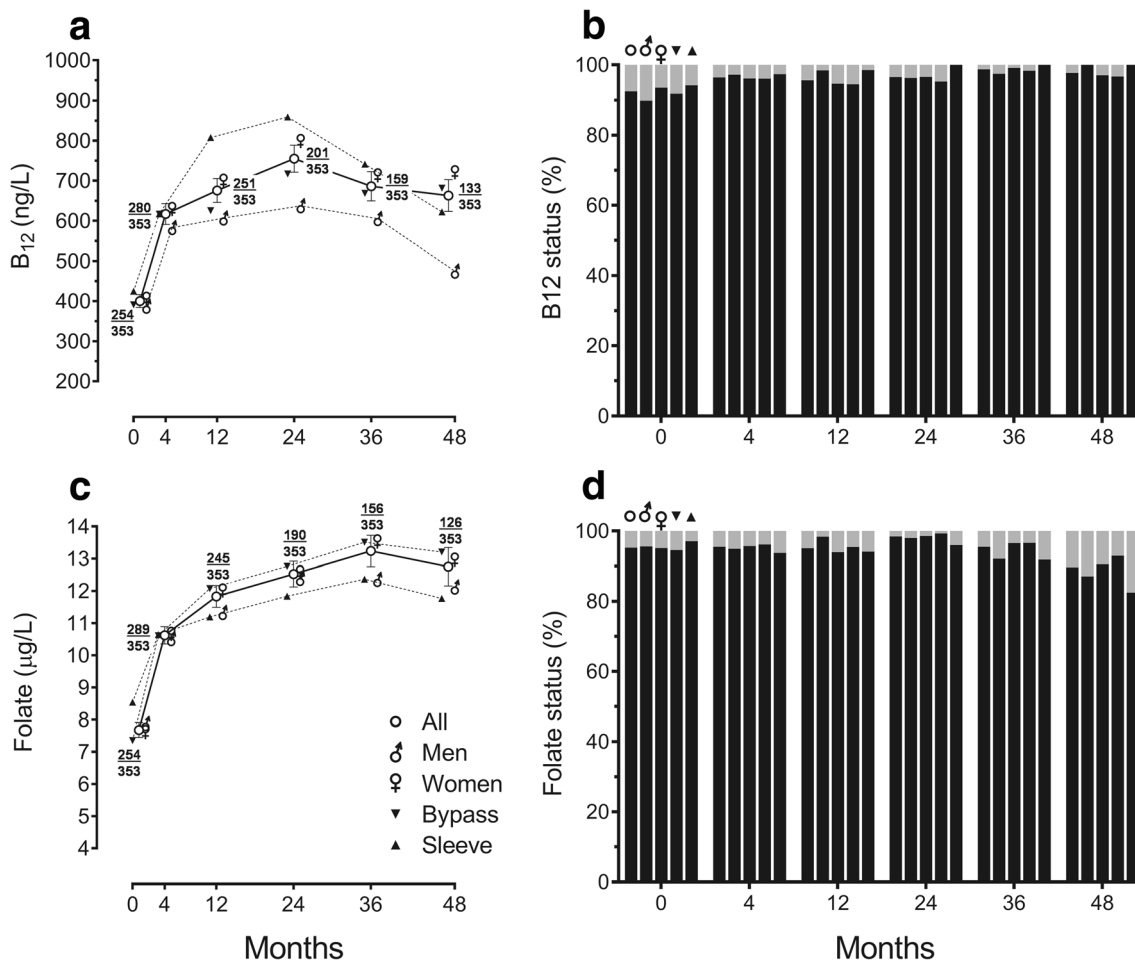 a
B12 (ng/L)
1000
900
800
700
600
500
400
300
200
254
353
280
353
251
353
201
353
159
353
133
353
0 4 12 24 36 48
b
B12 status (%)
100
80
60
40
20
0
0 4 12 24 36 48
c
Folate (µg/L)
14
13
12
11
10
9
8
7
6
5
4
254
353
289
353
245
353
190
353
156
353
126
353
All
Men
Women
Bypass
Sleeve
0 4 12 24 36 48
Months
d
Folate status (%)
100
80
60
40
20
0
0 4 12 24 36 48
Months